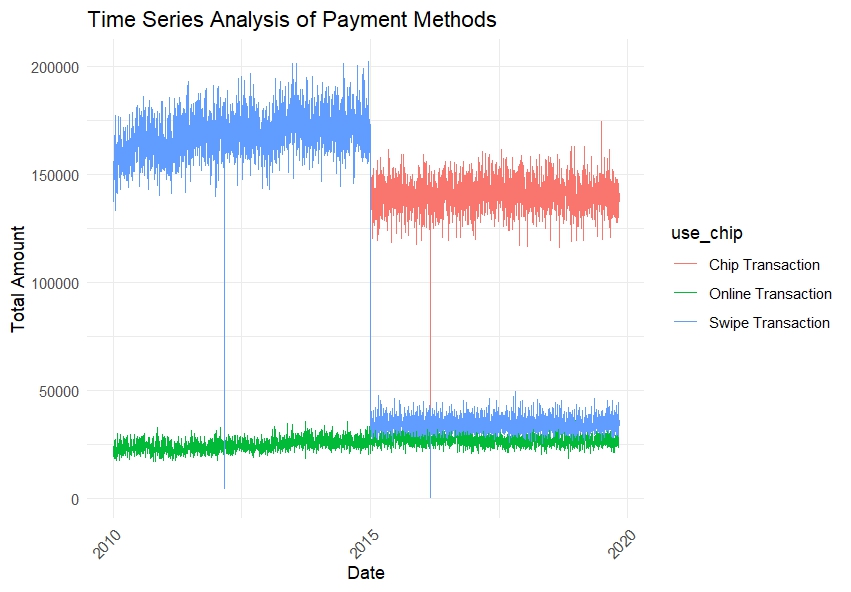 Time Series Analysis of Payment Methods
200000
150000
100000
50000
0
Total Amount
2010
2015
2020
Date
use_chip
Chip Transaction
Online Transaction
Swipe Transaction